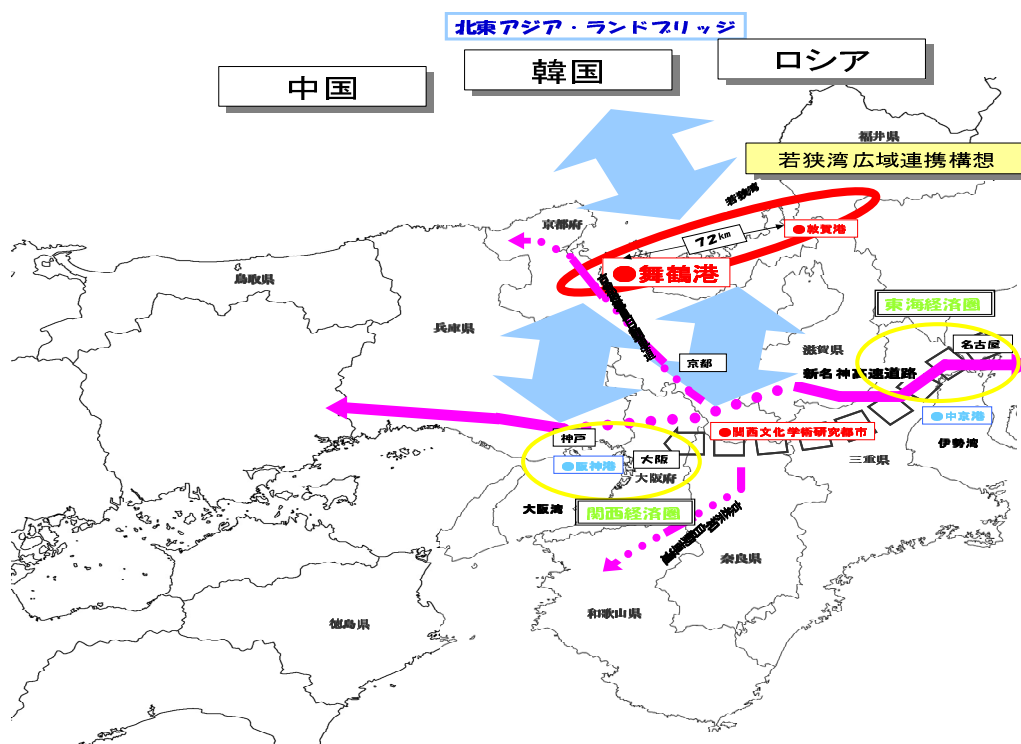 北東アジア・ランドブリッジ
中国
韓国
ロシア
福井県
若狭湾広域連携構想
若狭湾
京都府
●敦賀港
72km
●舞鶴港
鳥取県
兵庫県
東海経済圏
滋賀県
名古屋
京都
新名神高速道路
●中京港
●関西文化学術研究都市
伊勢湾
神戸
大阪
三重県
●阪神港
大阪府
大阪湾
関西経済圏
奈良県
和歌山県
徳島県